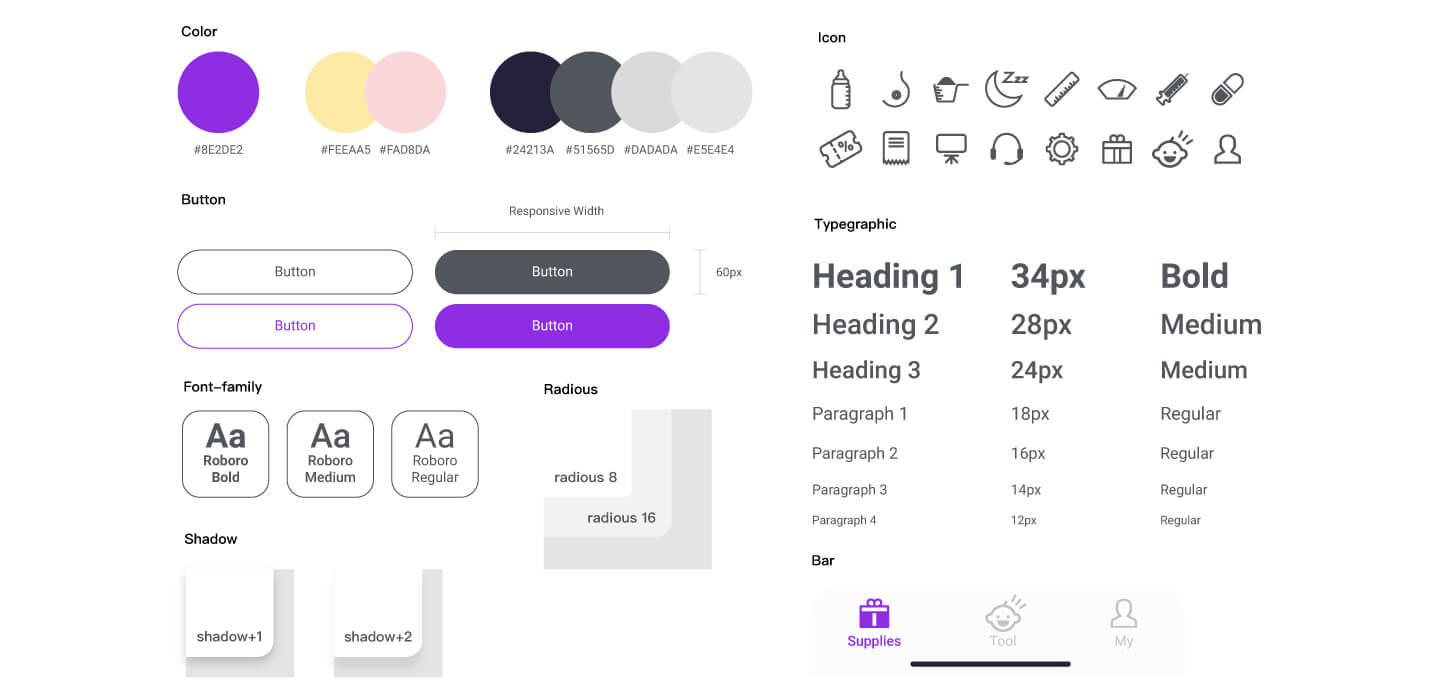 Color
#8E2DE2
#FEEAA5 #FAD8DA
#24213A #51565D #DADADA #E5E4E4
Button
Responsive Width
Button
Button
60px
Button
Button
Font-family
Aa
Roboro
Bold
Aa
Roboro
Medium
Aa
Roboro
Regular
Radious
radious 8
radious 16
Shadow
shadow+1
shadow+2
Icon
Zzz
%
Typegraphic
Heading 1 34px Bold
Heading 2 28px Medium
Heading 3 24px Medium
Paragraph 1 18px Regular
Paragraph 2 16px Regular
Paragraph 3 14px Regular
Paragraph 4 12px Regular
Bar
Supplies
Tool
My